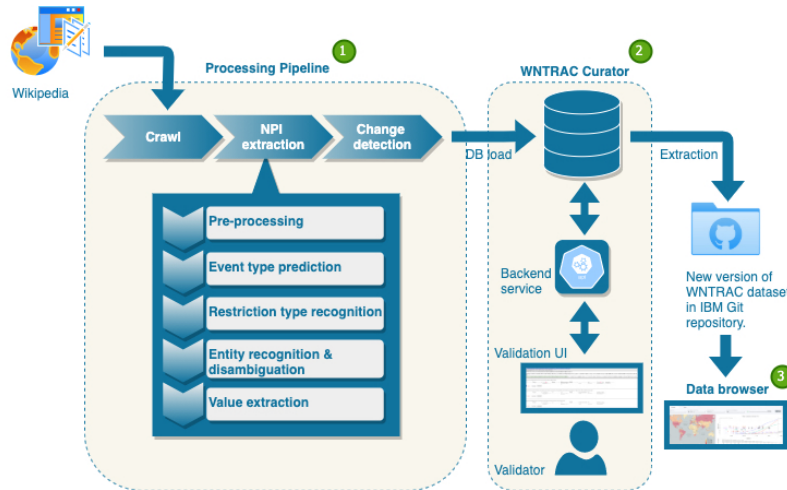 1
2
Processing Pipeline
WNTRAC Curator
Wikipedia
Crawl
NPI
extraction
Change
detection
DB load
Extraction
Pre-processing
Event type prediction
Restriction type recognition
Entity recognition &
disambiguation
Value extraction
Backend
service
Validation UI
Validator
New version of
WNTRAC dataset
in IBM Git
repository.
3
Data browser